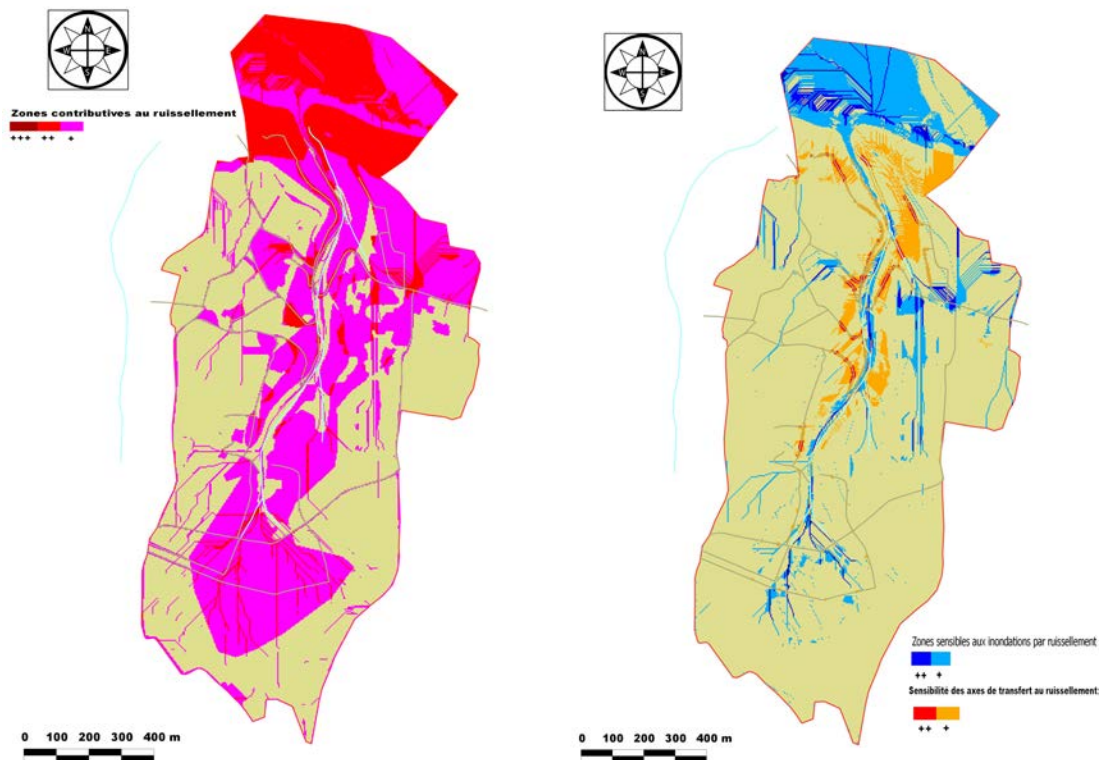 N
W E
S
Zones contributives au ruissellement
+++ ++ +
0 100 200 300 400 m
N
W E
S
Zones sensibles aux inondations par ruissellement
++ +
Sensibilité des axes de transfert au ruissellement:
++ +
0 100 200 300 400 m